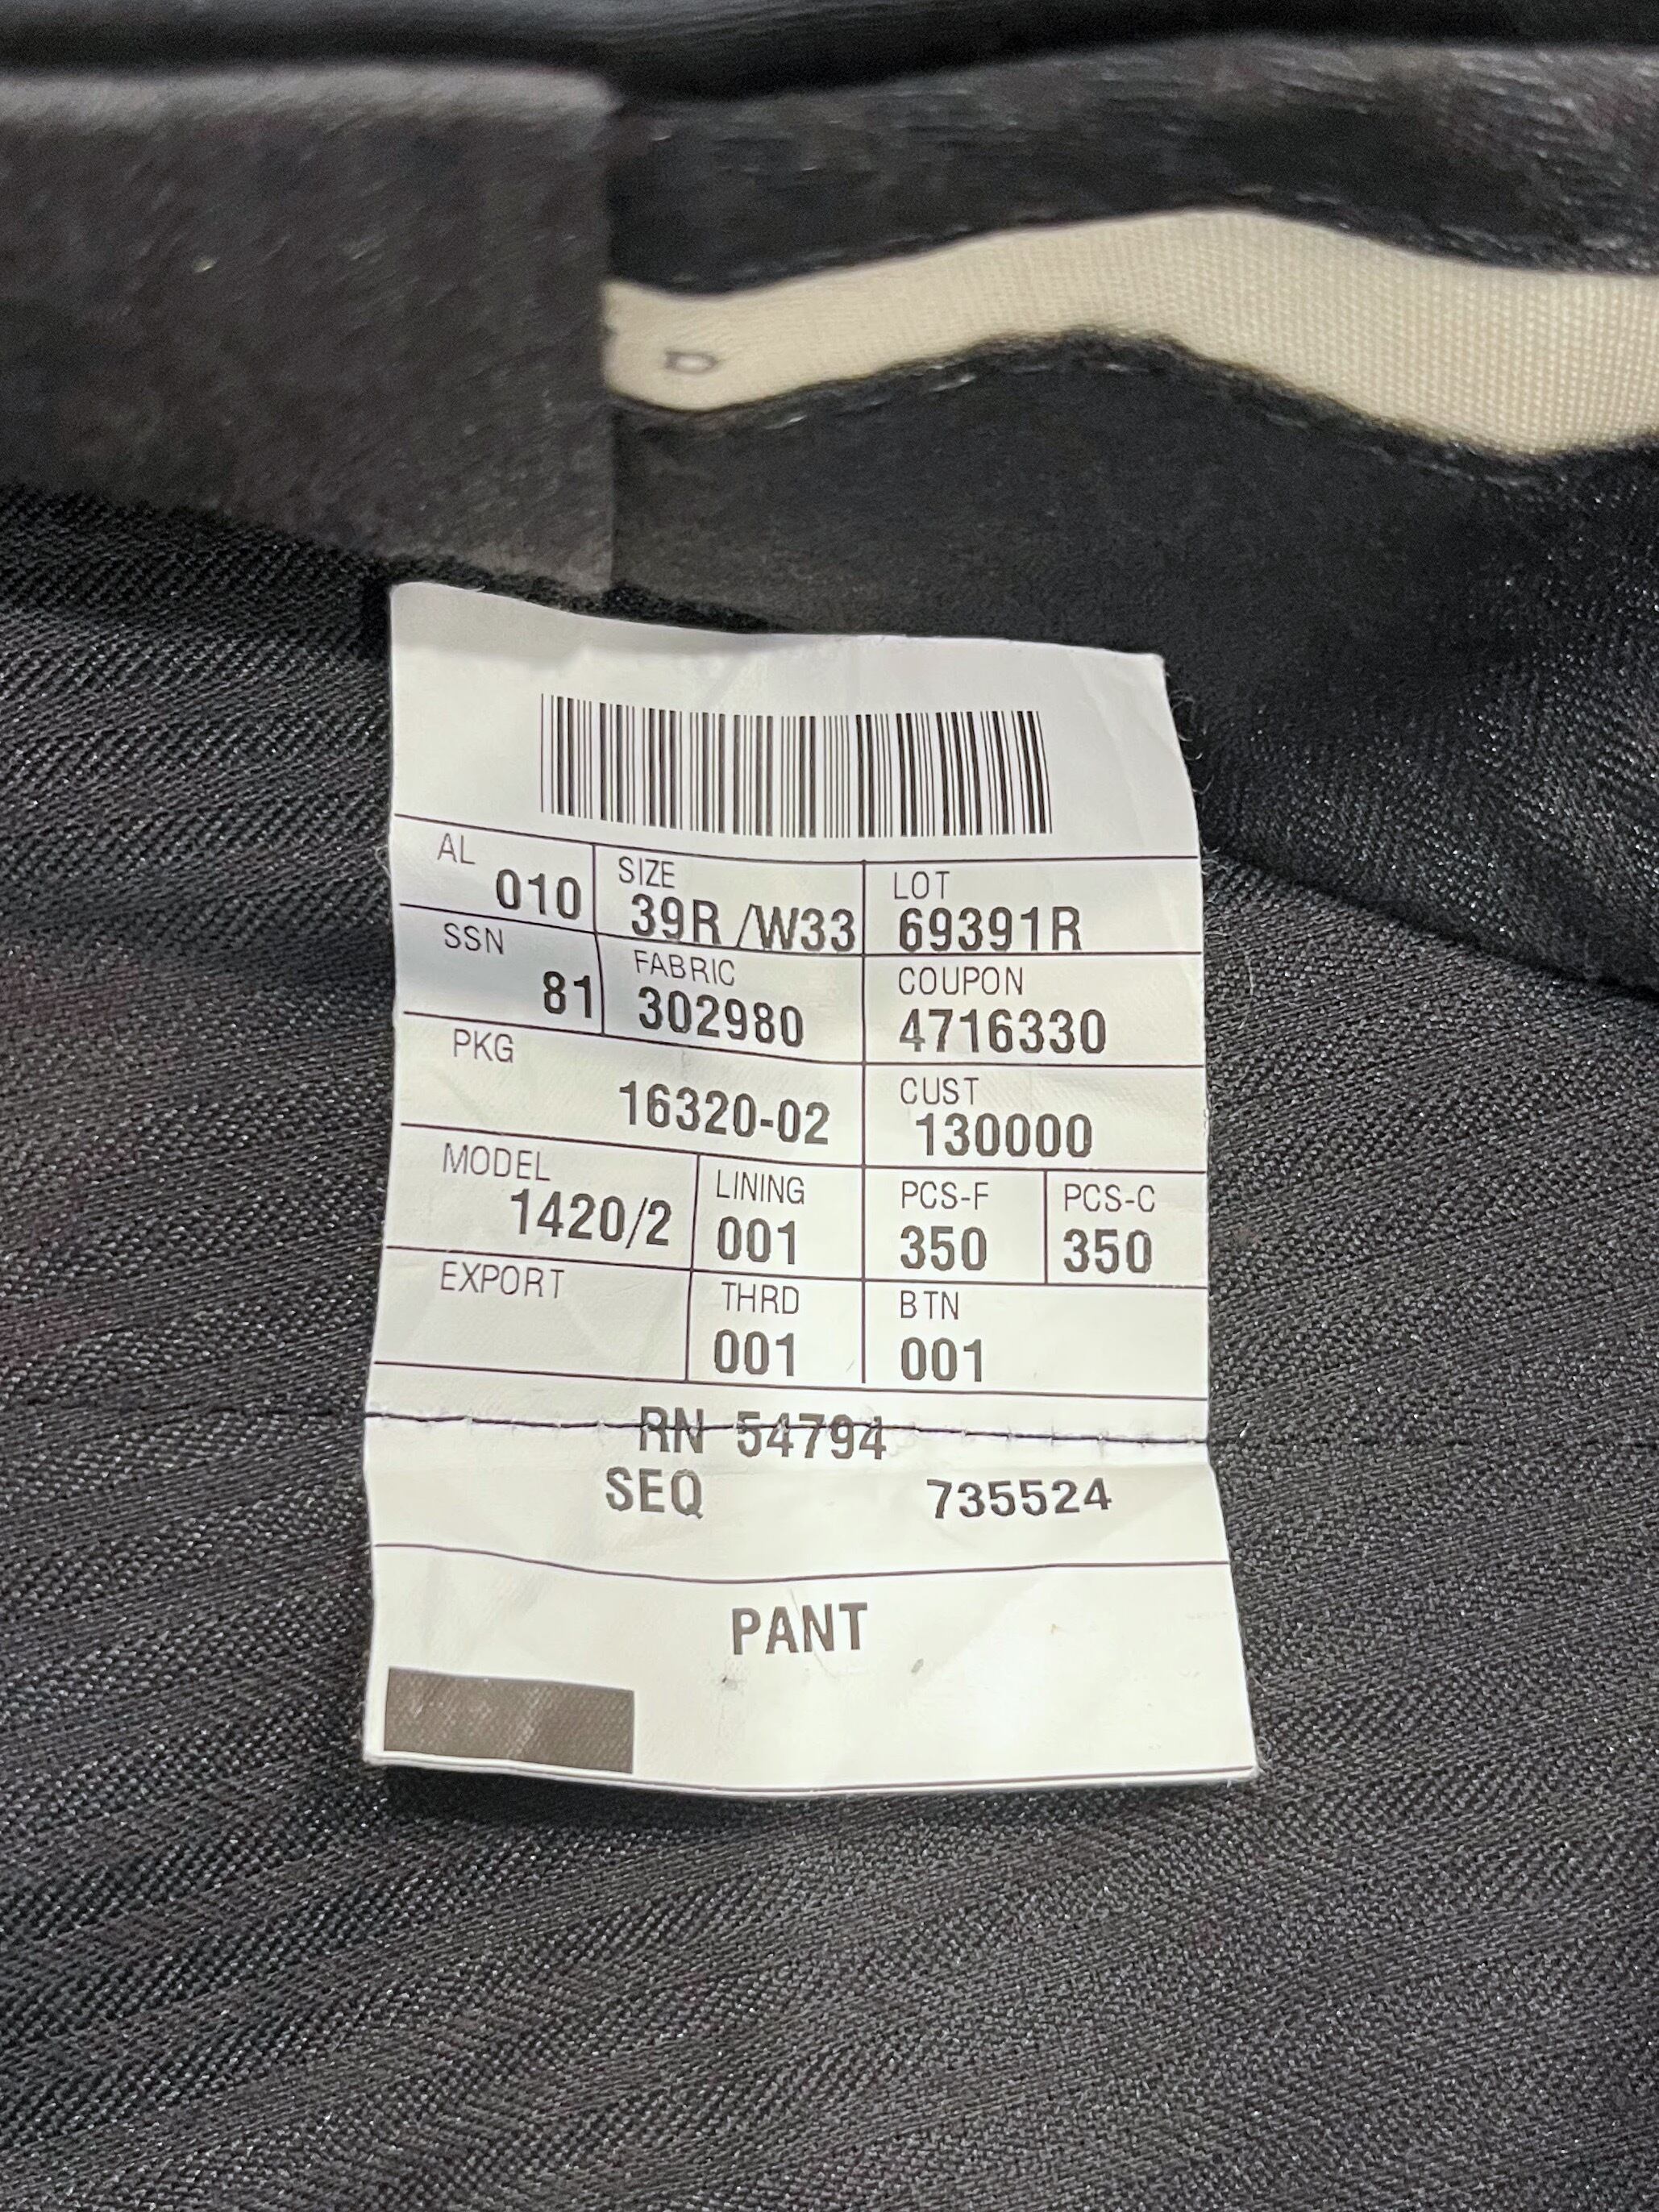 AL 010 SIZE 39R /W33 LOT 69391R
SSN 81 FABRIC 302980 COUPON 4716330
PKG 16320-02 CUST 130000
MODEL 1420/2 LINING 001 PCS-F 350 PCS-C 350
EXPORT THRD 001 BTN 001
RN 54794
SEQ 735524
PANT